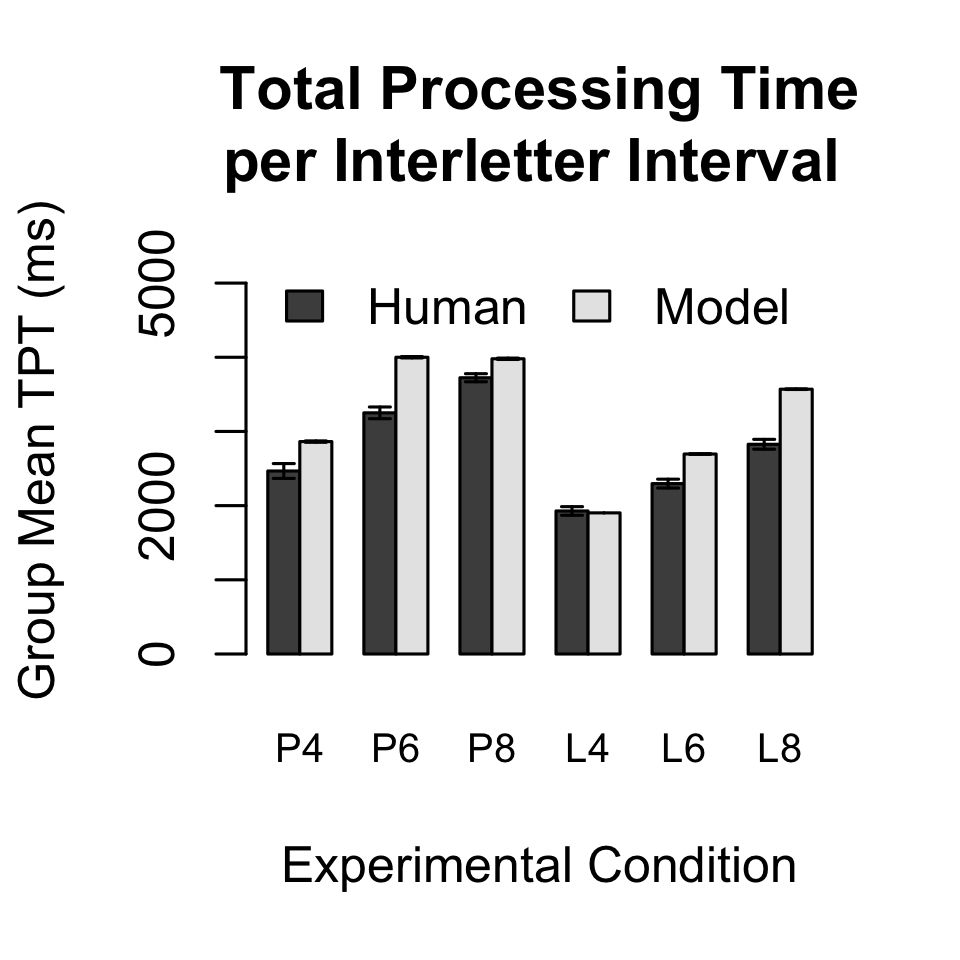 Total Processing Time
per Interletter Interval
Group Mean TPT (ms)
5000
2000
0
Human
Model
P4
P6
P8
L4
L6
L8
Experimental Condition